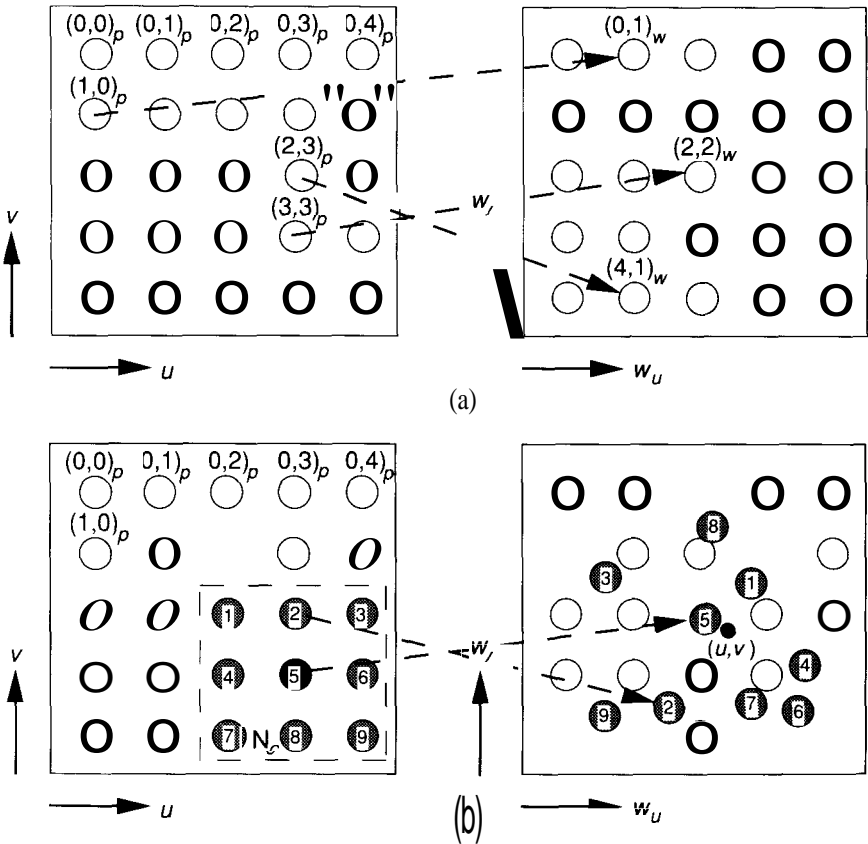 (0,0)p (0,1)p 0,2)p 0,3)p 0,4)p
(0,1)w
(1,0)p
(2,3)p
(2,2)w
(3,3)p
(4,1)w
v
u
w
w u
(a)
(0,0)p 0,1)p 0,2)p 0,3)p 0,4)p
(1,0)p
8
3 1
1 2 3
5
(u,v)
4 5 6
4
2 7 6
9
7 8 9
N c
v
u
w
w u
(b)